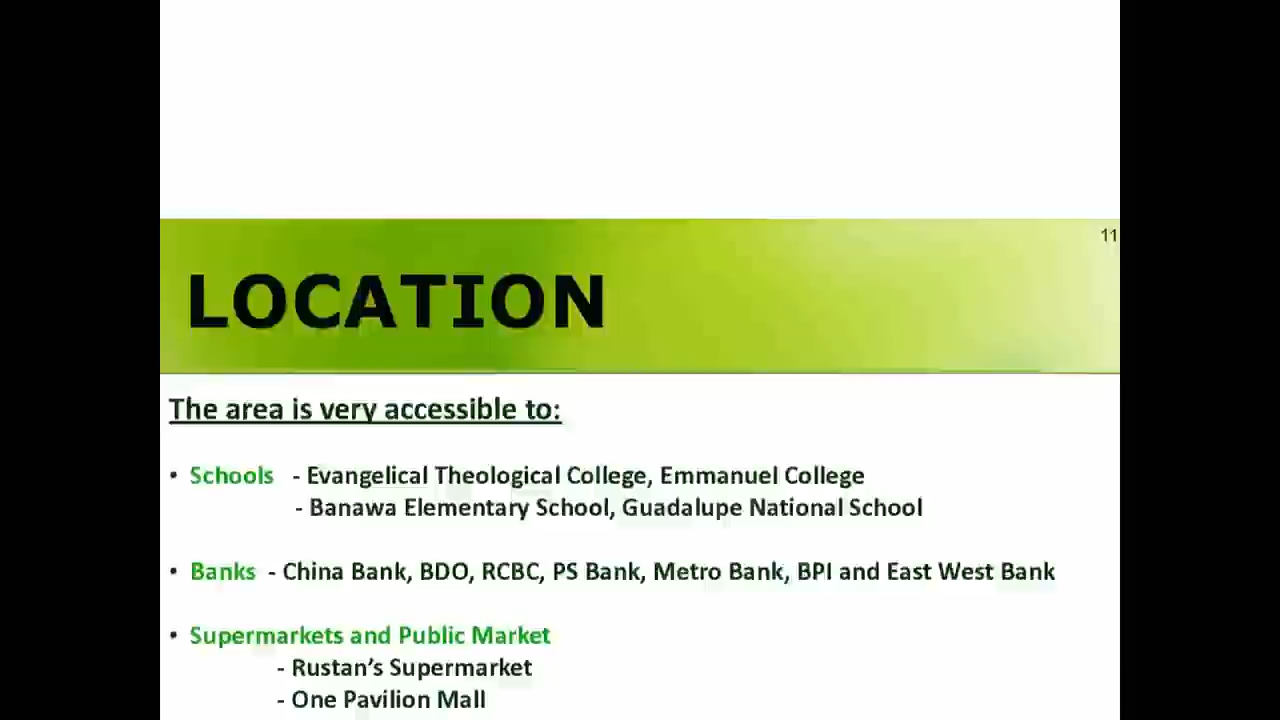 11
LOCATION
The area is very accessible to:
• Schools - Evangelical Theological College, Emmanuel College
- Banawa Elementary School, Guadalupe National School
• Banks - China Bank, BDO, RCBC, PS Bank, Metro Bank, BPI and East West Bank
• Supermarkets and Public Market
- Rustan’s Supermarket
- One Pavilion Mall